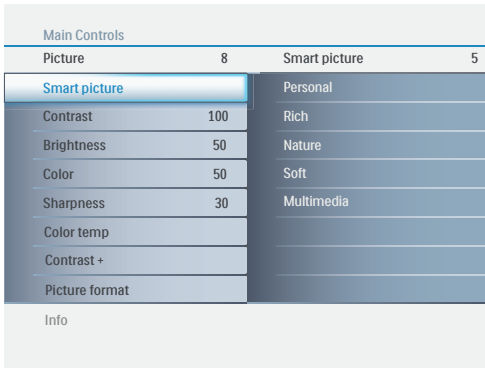 Main Controls
Picture 8 Smart picture 5
Smart picture Personal
Contrast 100 Rich
Brightness 50 Nature
Color 50 Soft
Sharpness 30 Multimedia
Color temp
Contrast +
Picture format
Info